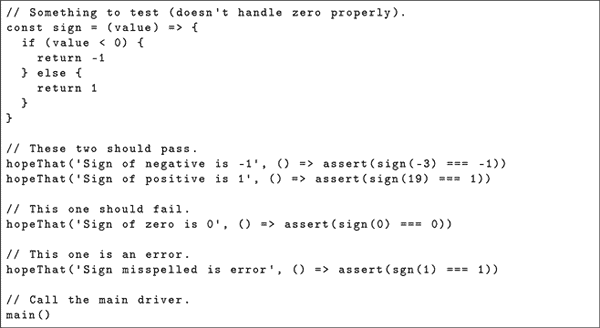 // Something to test (doesn't handle zero properly).
const sign = (value) => {
  if (value < 0) {
    return -1
  } else {
    return 1
  }
}

// These two should pass.
hopeThat('Sign of negative is -1', () => assert(sign(-3) === -1))
hopeThat('Sign of positive is 1', () => assert(sign(19) === 1))

// This one should fail.
hopeThat('Sign of zero is 0', () => assert(sign(0) === 0))

// This one is an error.
hopeThat('Sign misspelled is error', () => assert(sgn(1) === 1))

// Call the main driver.
main()